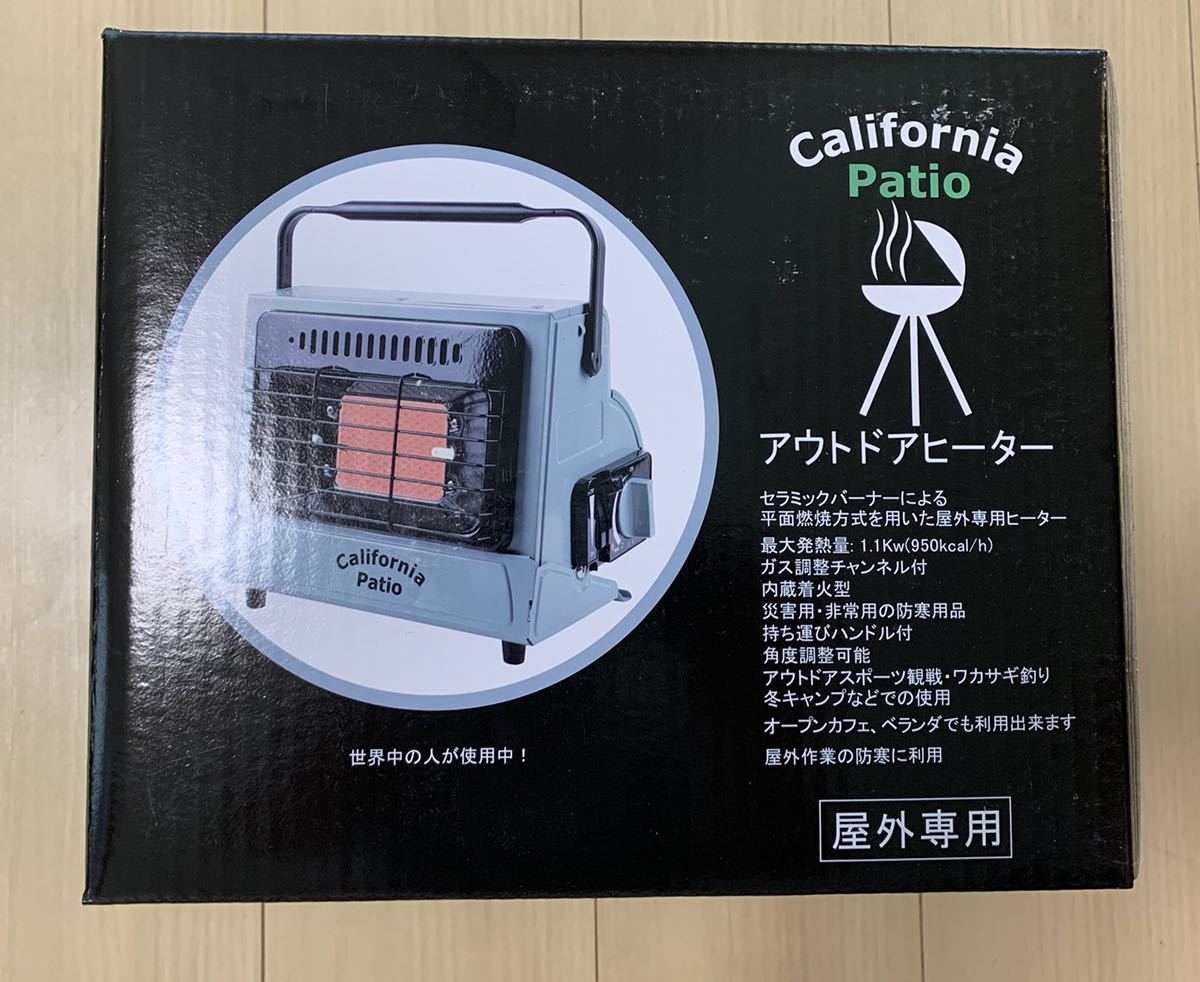 California
Patio
アウトドアヒーター
セラミックバーナーによる
平面燃焼方式を用いた屋外専用ヒーター
最大発熱量: 1.1Kw(950kcal/h)
ガス調整チャンネル付
内蔵着火型
災害用・非常用の防寒用品
持ち運びハンドル付
角度調整可能
アウトドアスポーツ観戦・ワカサギ釣り
冬キャンプなどでの使用
オープンカフェ、ベランダでも利用出来ます
屋外作業の防寒に利用
屋外専用
California
Patio
世界中の人が使用中！